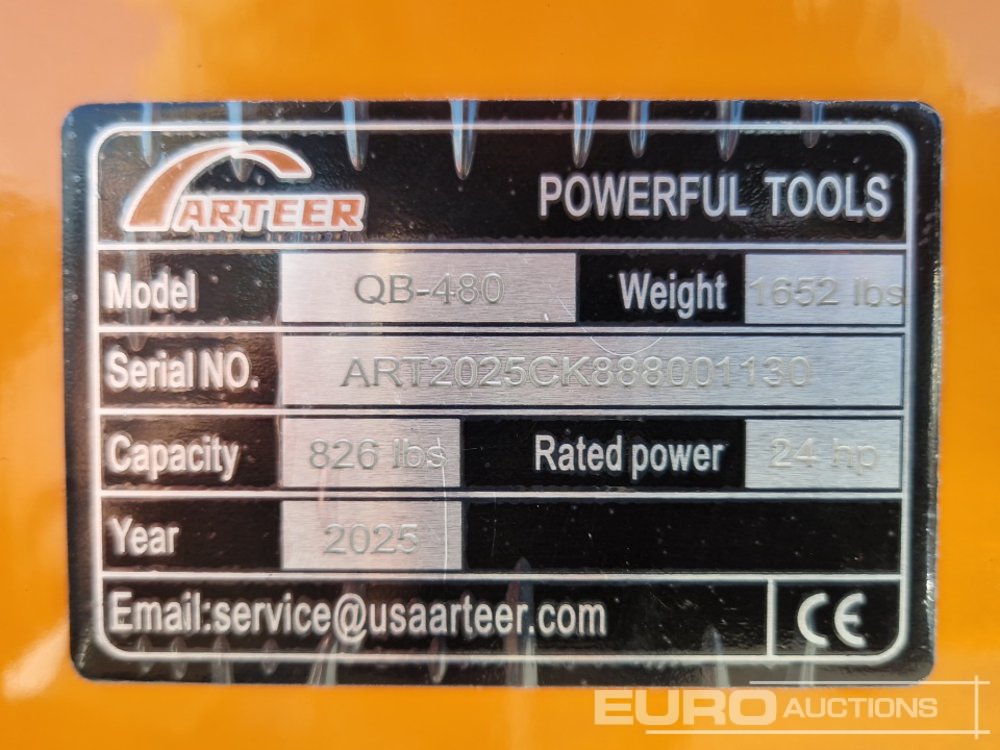 ARTEER POWERFUL TOOLS
Model QB-480 Weight 1652 lbs
Serial NO. ART2025CK888001130
Capacity 826 lbs Rated power 24 hp
Year 2025
Email:service@usaarteer.com CE
EURO AUCTIONS